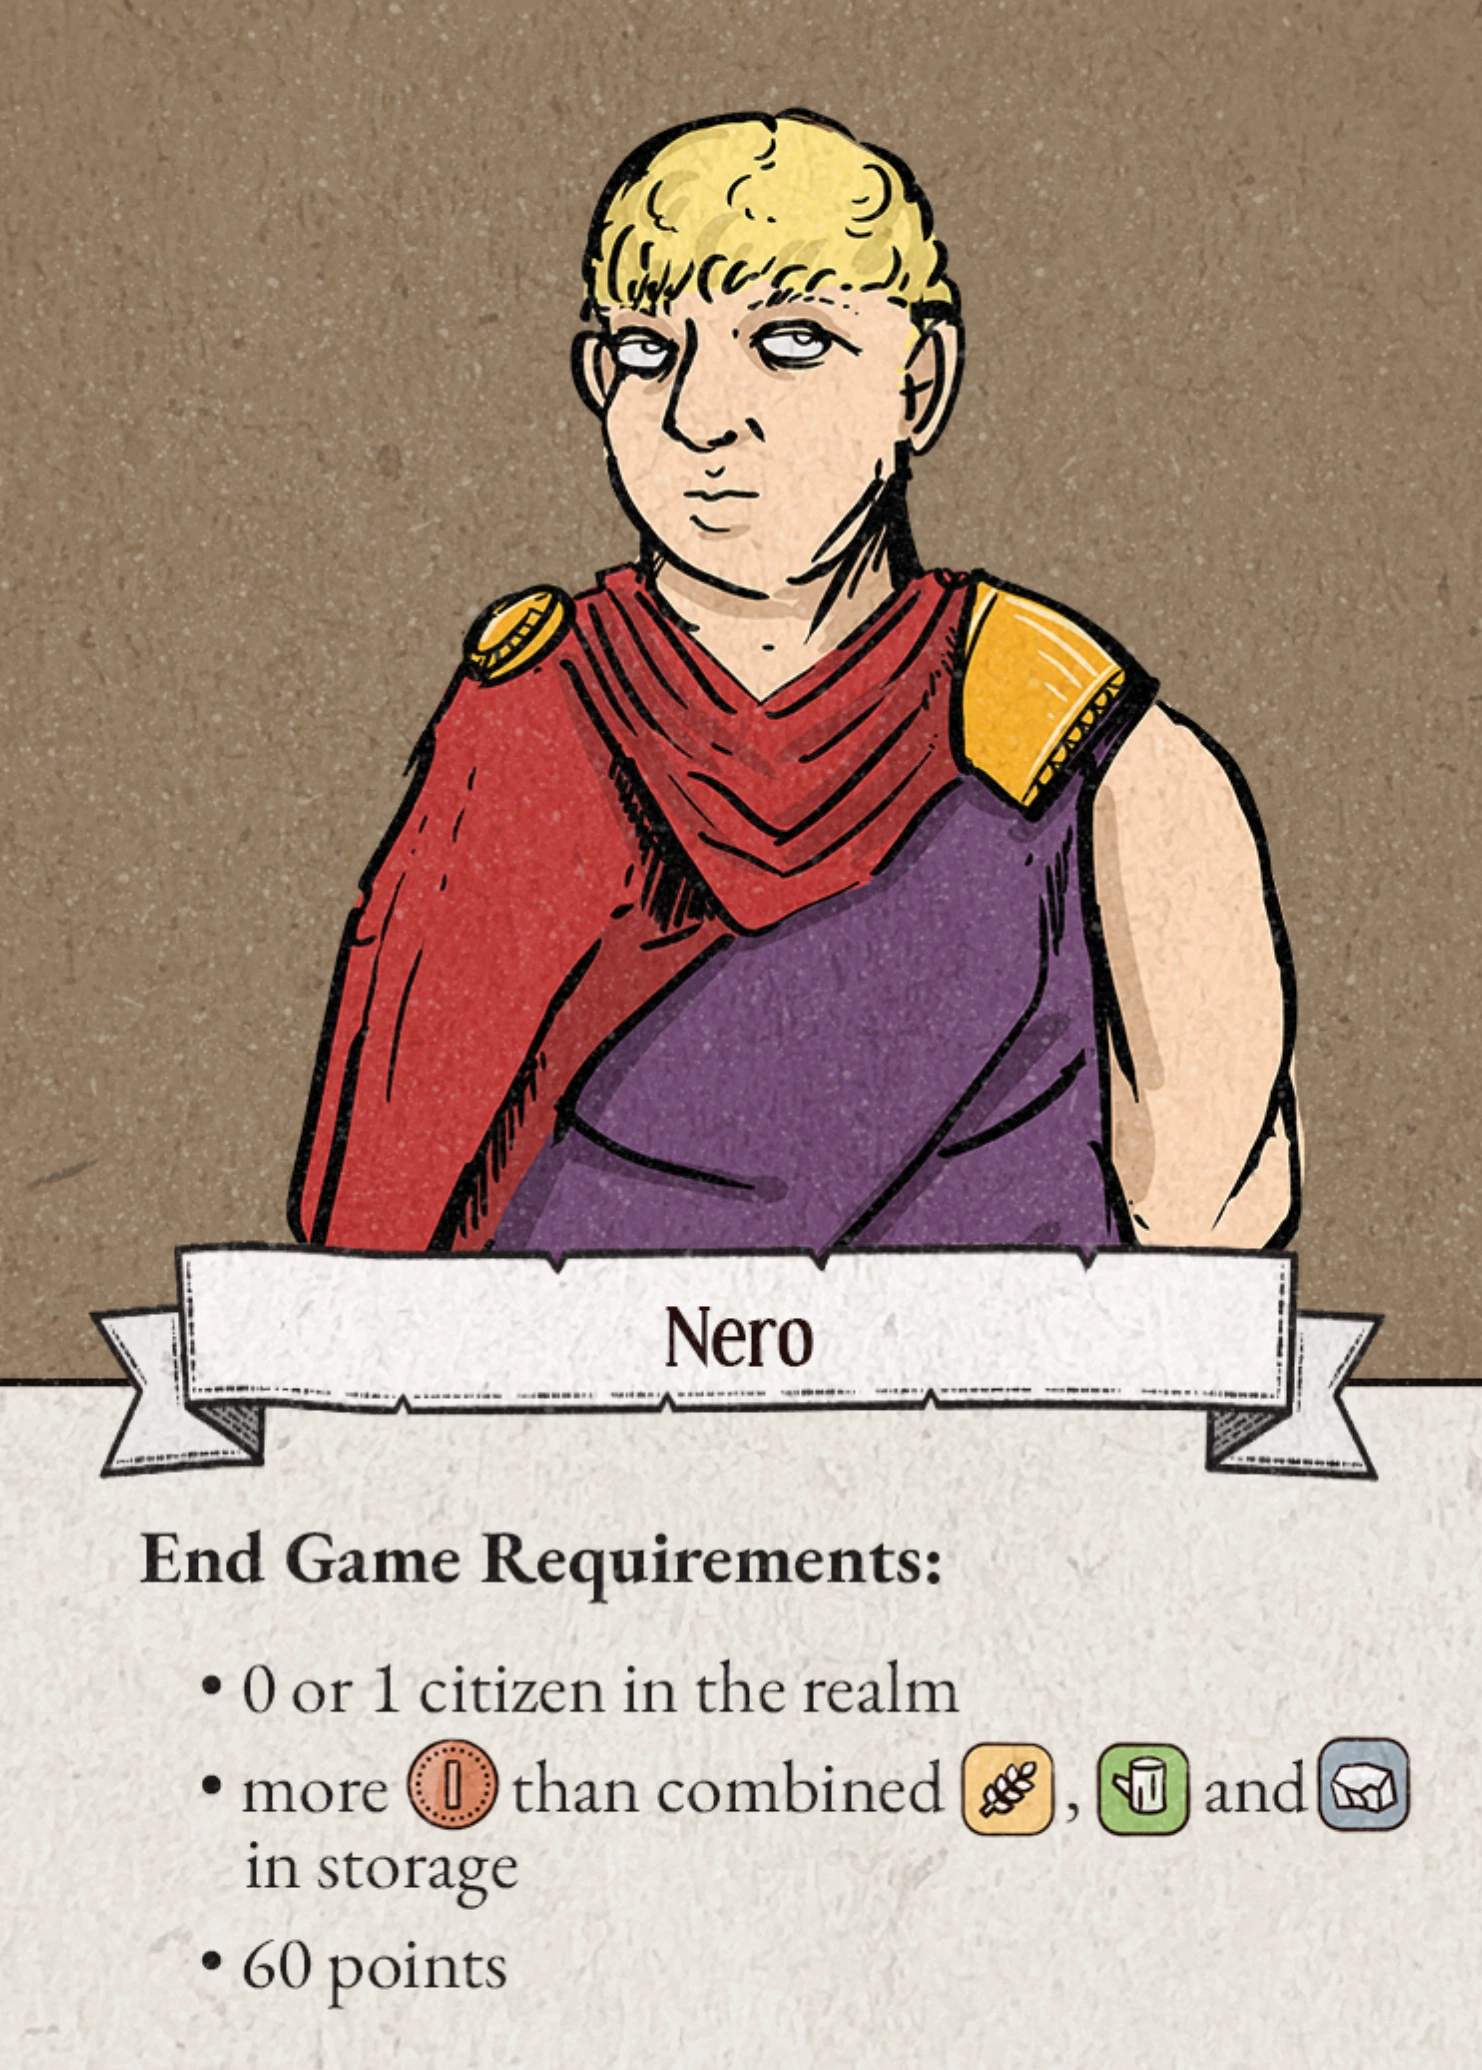 Nero
End Game Requirements:
• 0 or 1 citizen in the realm
• more than combined , and
in storage
• 60 points